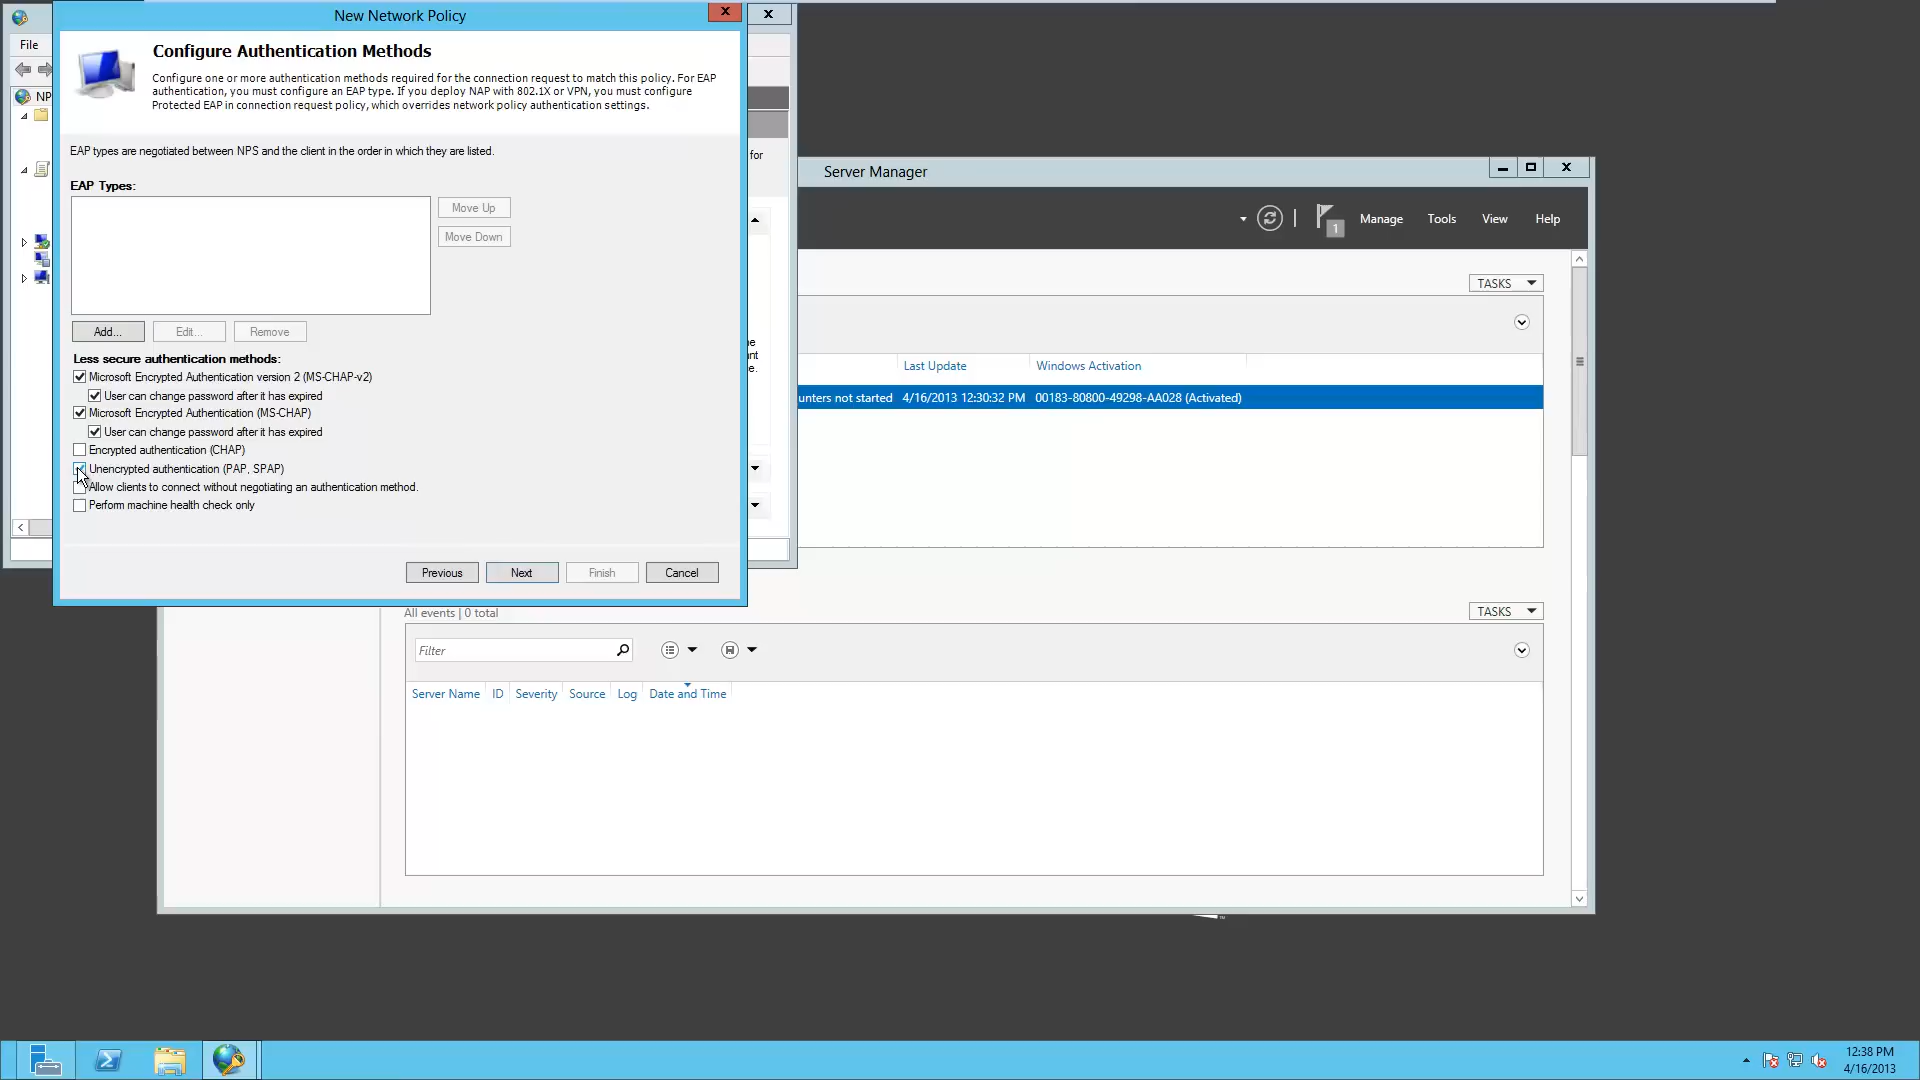 New Network Policy
File
Configure Authentication Methods
Configure one or more authentication methods required for the connection request to match this policy. For EAP
authentication, you must configure an EAP type. If you deploy NAP with 802.1X or VPN, you must configure
Protected EAP in connection request policy, which overrides network policy authentication settings.
NP
EAP types are negotiated between NPS and the client in the order in which they are listed.
for
EAP Types:
Move Up
Move Down
Add...
Edit...
Remove
Less secure authentication methods:
Microsoft Encrypted Authentication version 2 (MS-CHAP-v2)
User can change password after it has expired
Microsoft Encrypted Authentication (MS-CHAP)
User can change password after it has expired
Encrypted authentication (CHAP)
Unencrypted authentication (PAP, SPAP)
Allow clients to connect without negotiating an authentication method.
Perform machine health check only
Previous
Next
Finish
Cancel
Server Manager
1
Manage
Tools
View
Help
TASKS
Last Update
Windows Activation
unters not started
4/16/2013 12:30:32 PM
00183-80800-49298-AA028 (Activated)
All events | 0 total
TASKS
Filter
Server Name
ID
Severity
Source
Log
Date and Time
12:38 PM
4/16/2013